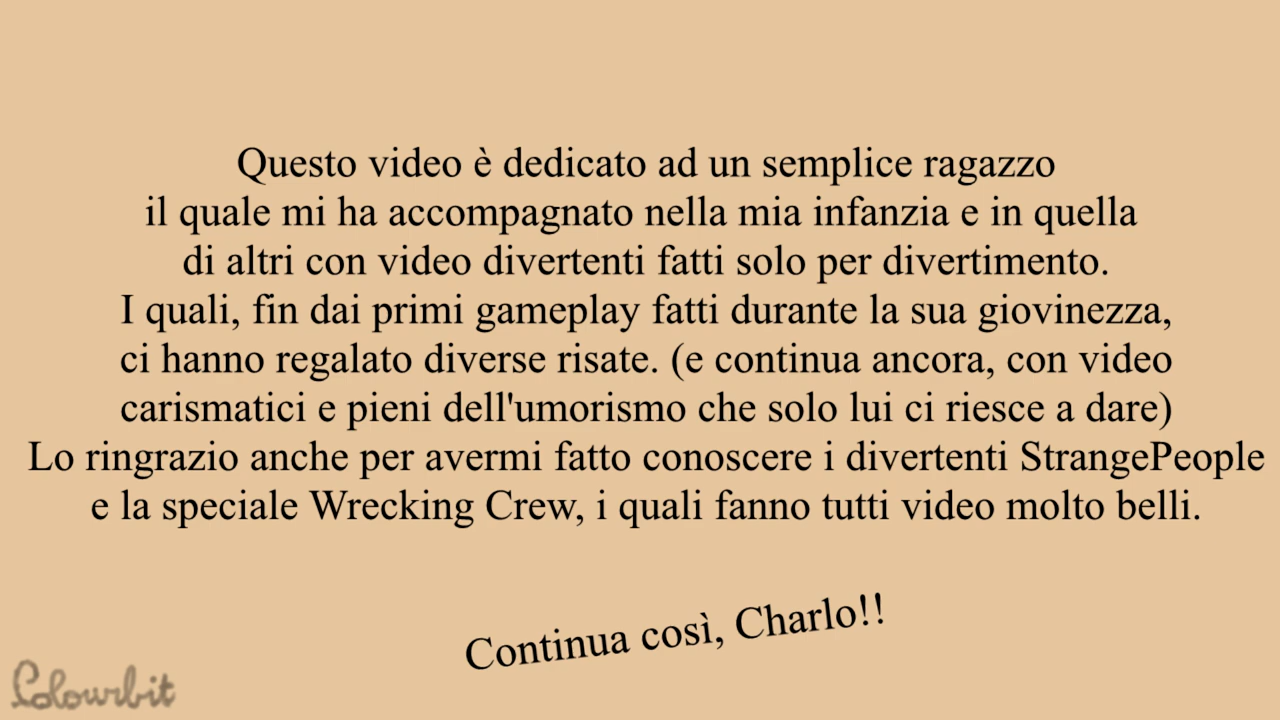 Questo video è dedicato ad un semplice ragazzo
il quale mi ha accompagnato nella mia infanzia e in quella
di altri con video divertenti fatti solo per divertimento.
I quali, fin dai primi gameplay fatti durante la sua giovinezza,
ci hanno regalato diverse risate. (e continua ancora, con video
carismatici e pieni dell'umorismo che solo lui ci riesce a dare)
Lo ringrazio anche per avermi fatto conoscere i divertenti StrangePeople
e la speciale Wrecking Crew, i quali fanno tutti video molto belli.
Continua così, Charlo!!
Colourbit